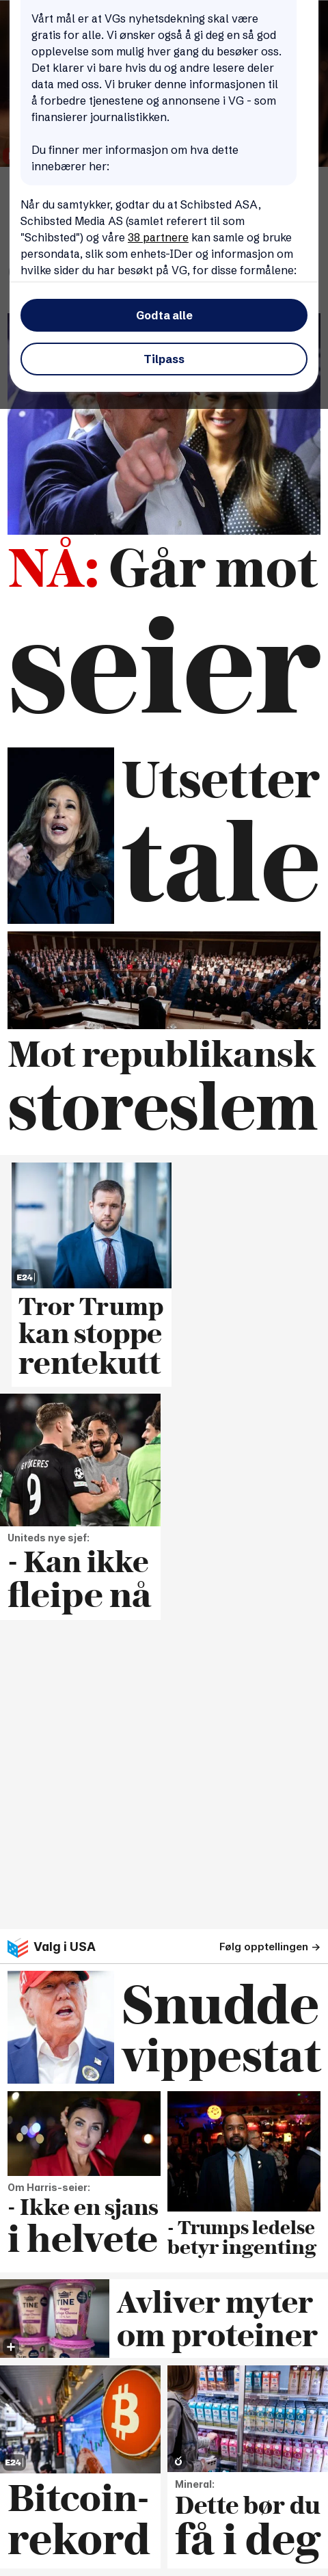 Vårt mål er at VGs nyhetsdekning skal være
gratis for alle. Vi ønsker også å gi deg en så god
opplevelse som mulig hver gang du besøker oss.
Det klarer vi bare hvis du og andre lesere deler
data med oss. Vi bruker denne informasjonen til
å forbedre tjenestene og annonsene i VG - som
finansierer journalistikken.
Du finner mer informasjon om hva dette
innebærer her:
Når du samtykker, godtar du at Schibsted ASA,
Schibsted Media AS (samlet referert til som
"Schibsted") og våre 38 partnere kan samle og bruke
persondata, slik som enhets-IDer og informasjon om
hvilke sider du har besøkt på VG, for disse formålene:
Godta alle
Tilpass
NÅ: Går mot
seier
Utsetter
tale
Mot republikansk
storeslem
E24
Tror Trump
kan stoppe
rentekutt
GYÖKERES
9
Uniteds nye sjef:
- Kan ikke
fleipe nå
Valg i USA
Følg opptellingen →
Snudde
vippestat
Om Harris-seier:
- Ikke en sjans
i helvete
- Trumps ledelse
betyr ingenting
TINE
TINE
+
Avliver myter
om proteiner
E24
Bitcoin-
rekord
Mineral:
Dette bør du
få i deg